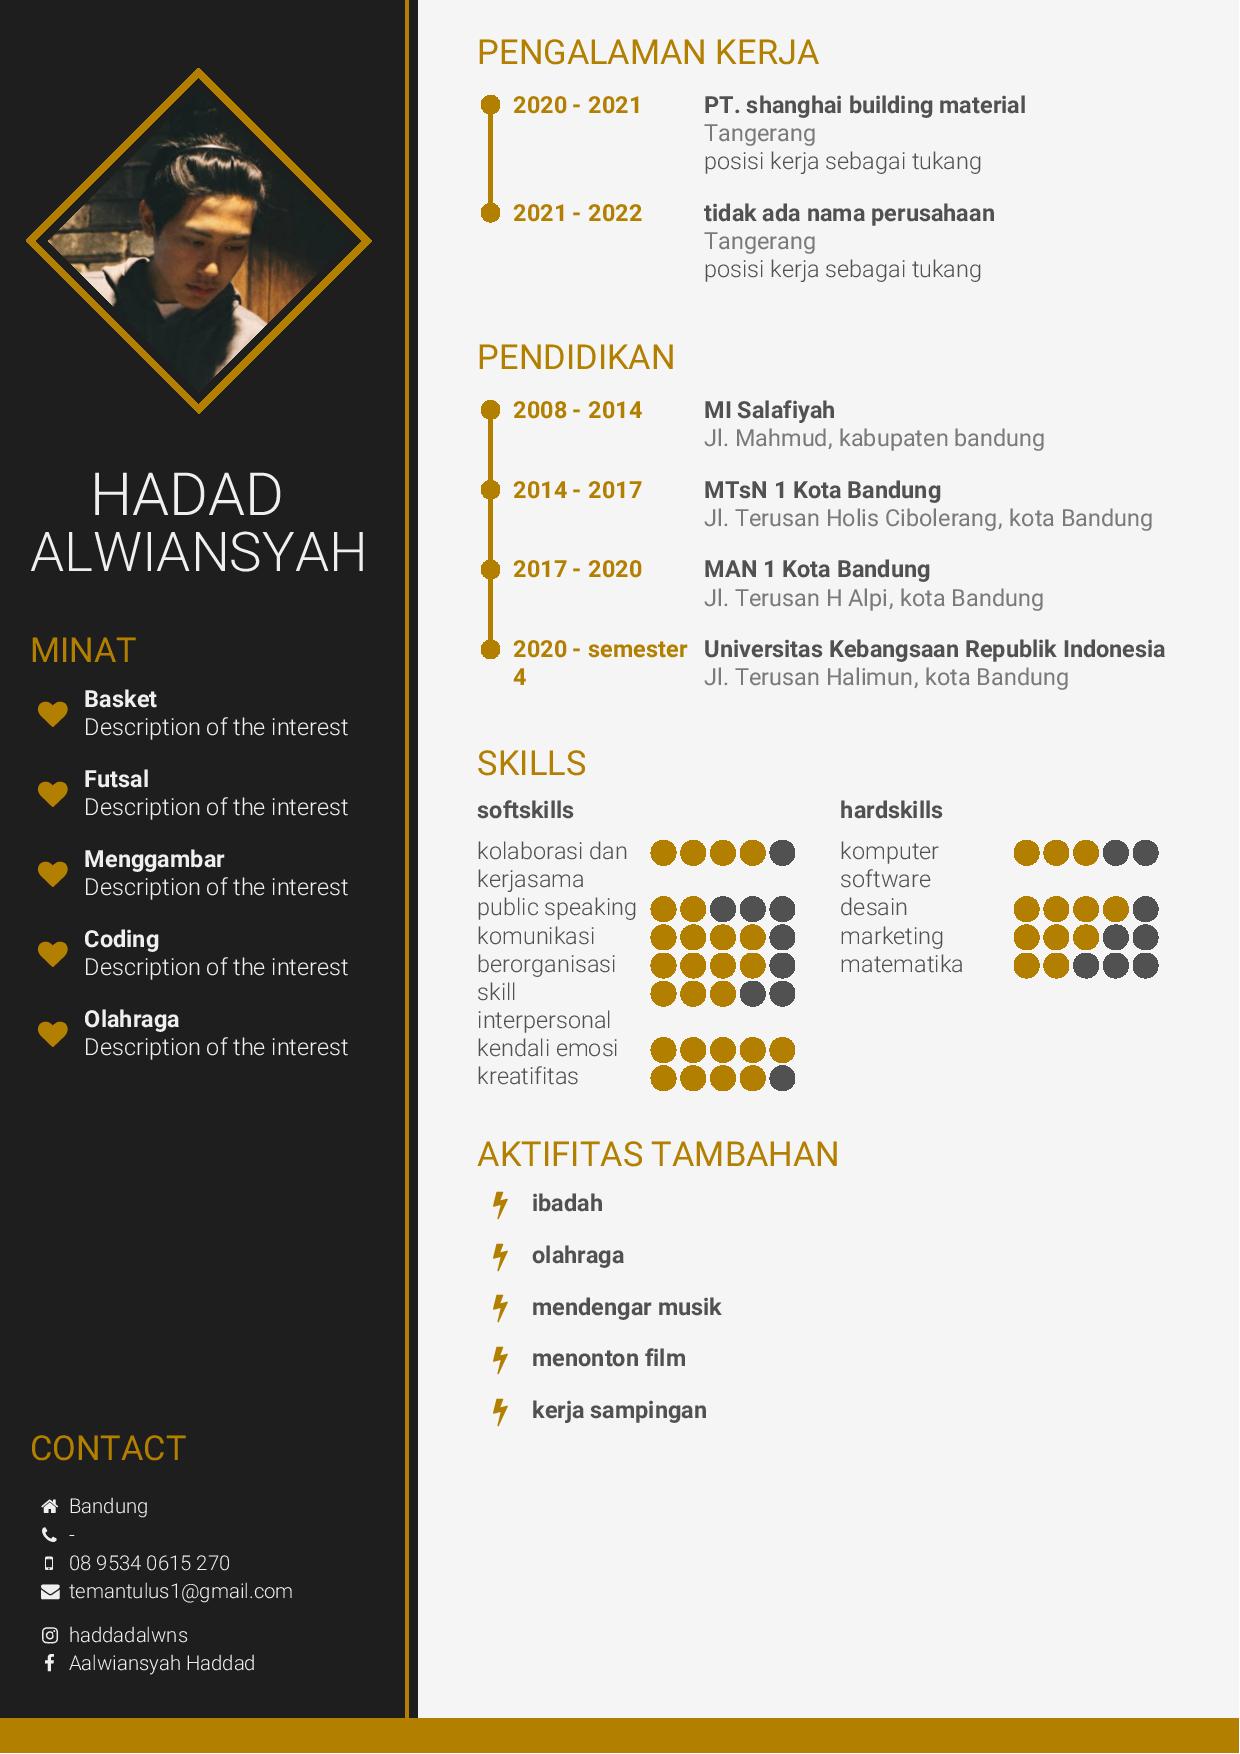 HADAD
ALWIANSYAH
MINAT
Basket
Description of the interest
Futsal
Description of the interest
Menggambar
Description of the interest
Coding
Description of the interest
Olahraga
Description of the interest
CONTACT
Bandung
-
08 9534 0615 270
temantulus1@gmail.com
haddadalwns
Aalwiansyah Haddad
PENGALAMAN KERJA
2020 - 2021 PT. shanghai building material
Tangerang
posisi kerja sebagai tukang
2021 - 2022 tidak ada nama perusahaan
Tangerang
posisi kerja sebagai tukang
PENDIDIKAN
2008 - 2014 MI Salafiyah
Jl. Mahmud, kabupaten bandung
2014 - 2017 MTsN 1 Kota Bandung
Jl. Terusan Holis Cibolerang, kota Bandung
2017 - 2020 MAN 1 Kota Bandung
Jl. Terusan H Alpi, kota Bandung
2020 - semester Universitas Kebangsaan Republik Indonesia
4 Jl. Terusan Halimun, kota Bandung
SKILLS
softskills
kolaborasi dan
kerjasama
public speaking
komunikasi
berorganisasi
skill
interpersonal
kendali emosi
kreatifitas
hardskills
komputer
software
desain
marketing
matematika
AKTIFITAS TAMBAHAN
ibadah
olahraga
mendengar musik
menonton film
kerja sampingan